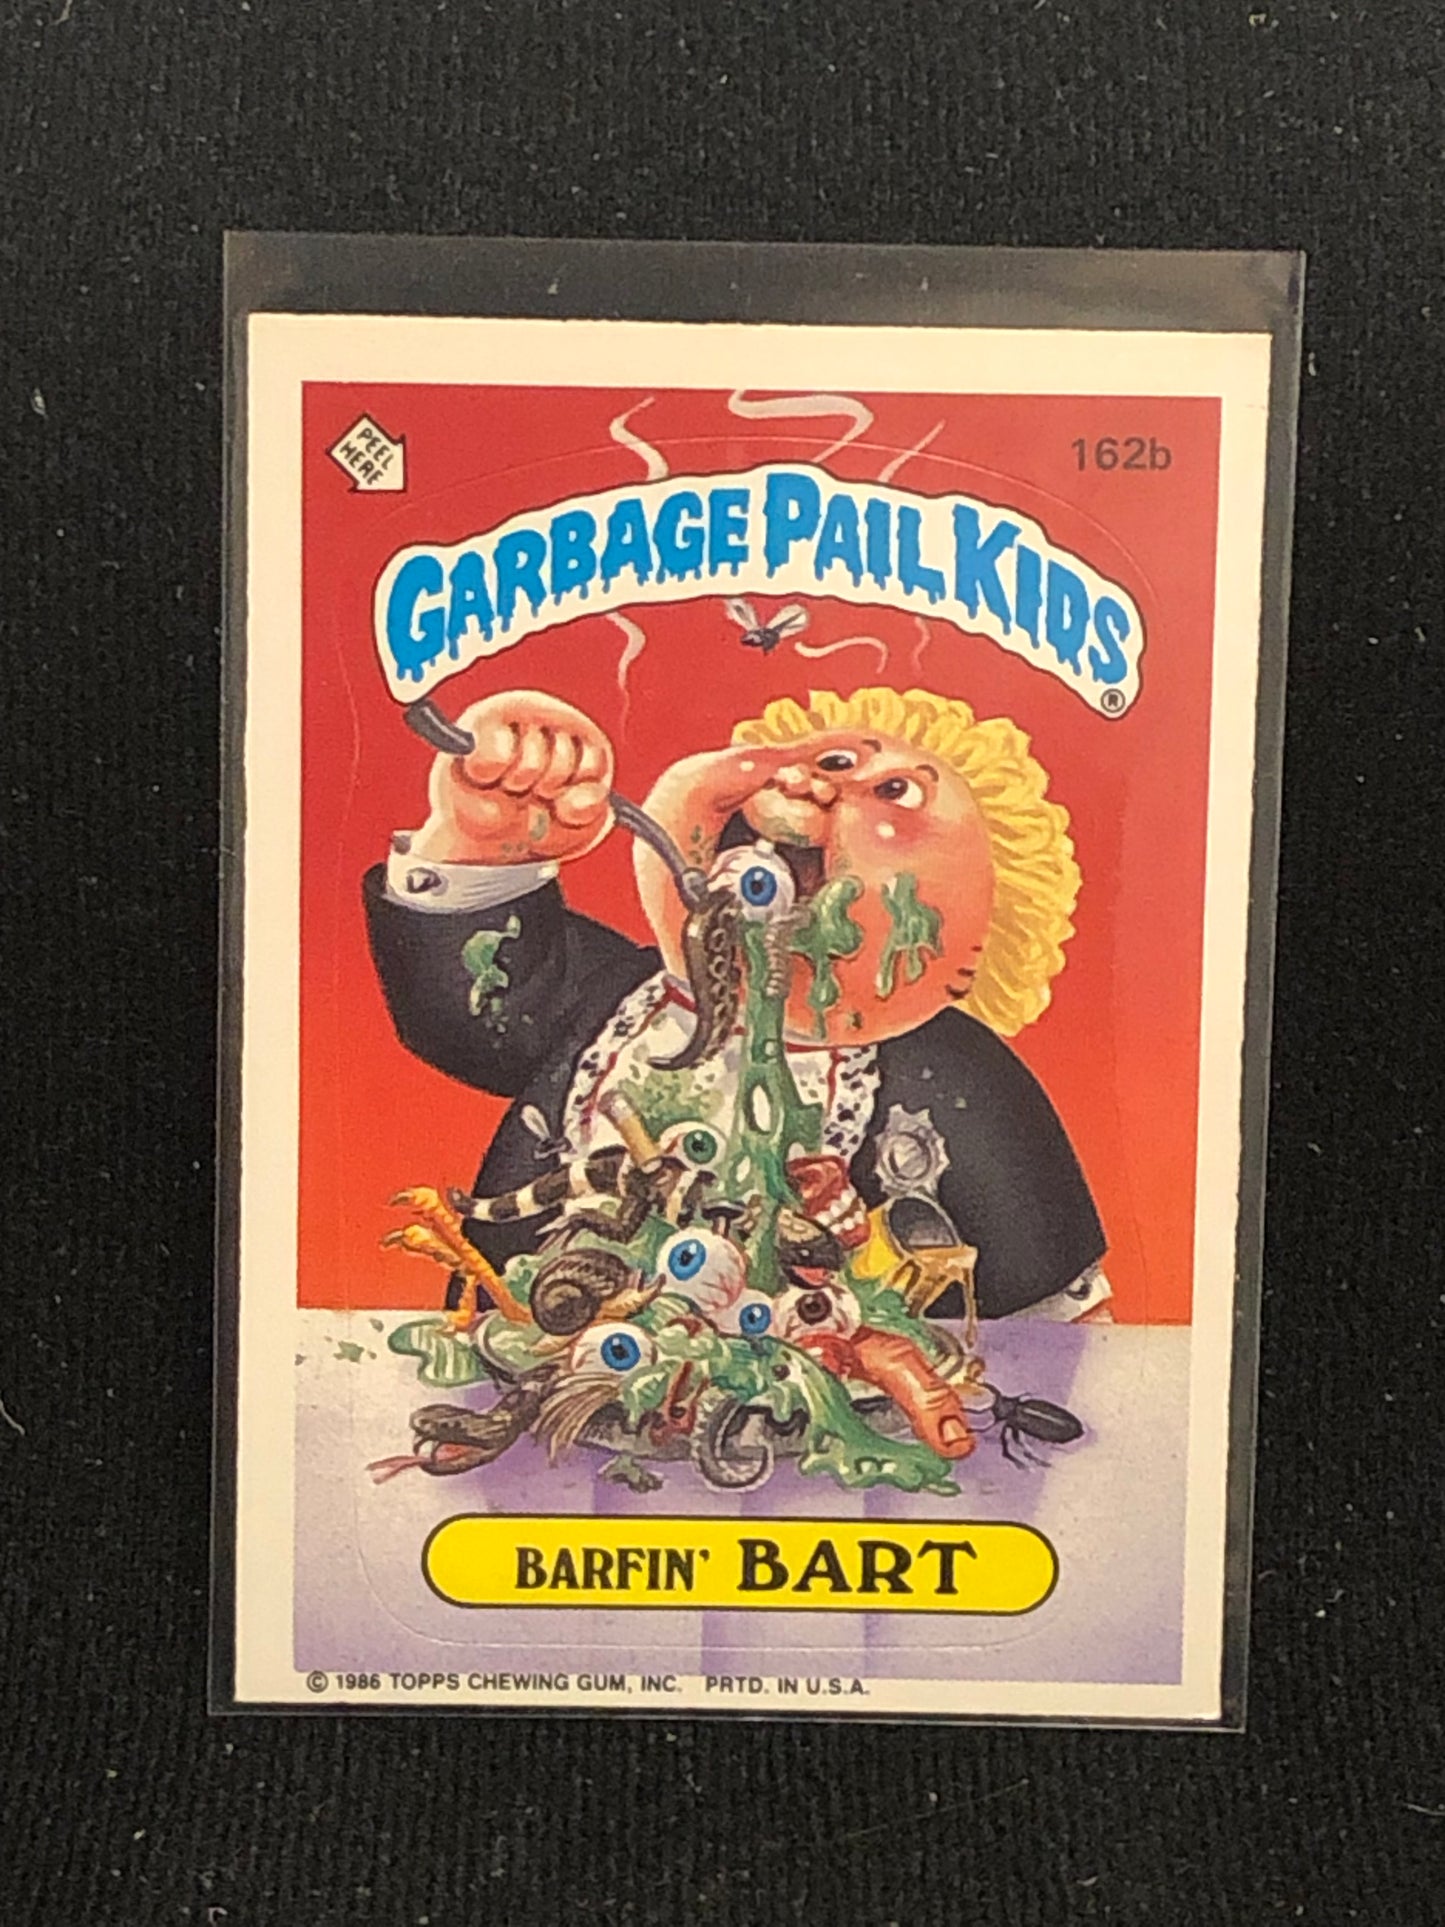 PEEL
HERE
162b
GARBAGE PAIL KIDS
®
BARFIN' BART
© 1986 TOPPS CHEWING GUM, INC. PRTD. IN U.S.A.